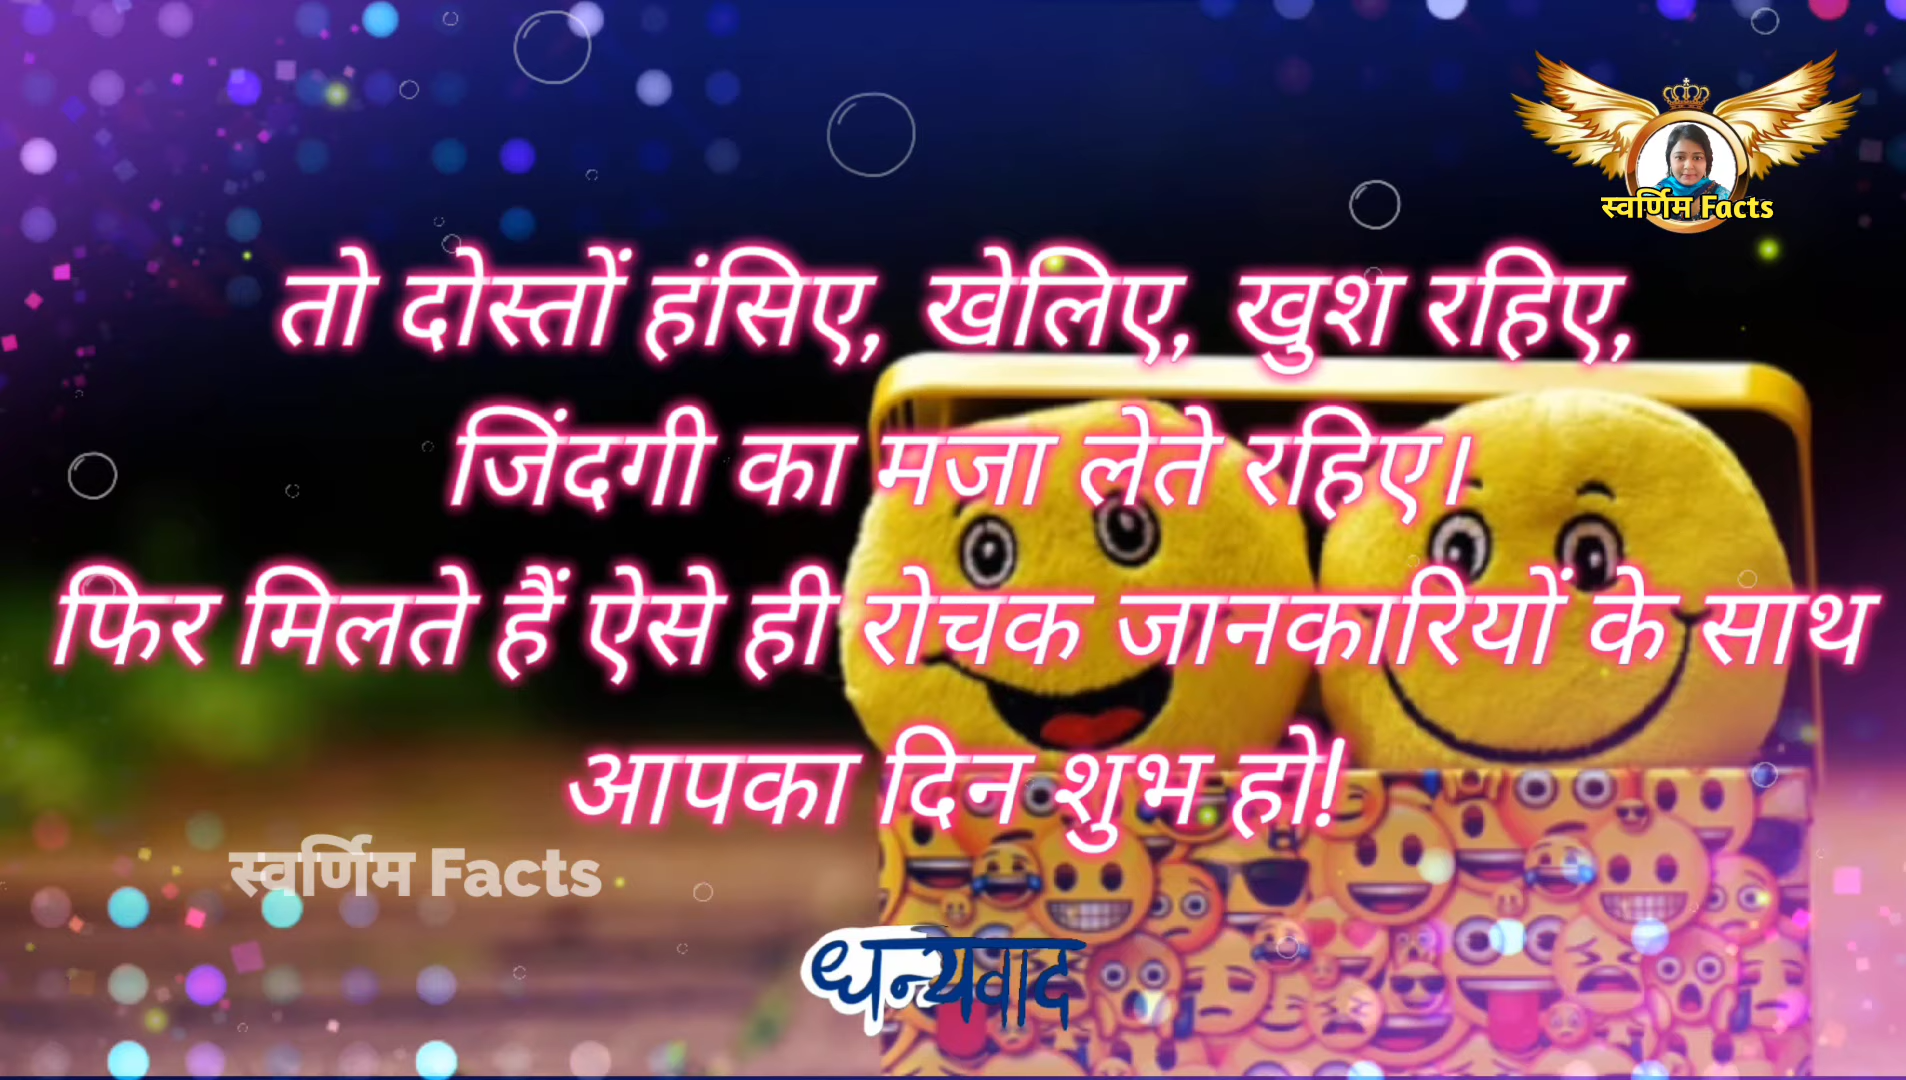 स्वर्णिम Facts
तो दोस्तों हंसिए, खेलिए, खुश रहिए,
जिंदगी का मजा लेते रहिए।
फिर मिलते हैं ऐसे ही रोचक जानकारियों के साथ
आपका दिन शुभ हो!
स्वर्णिम Facts
धन्यवाद